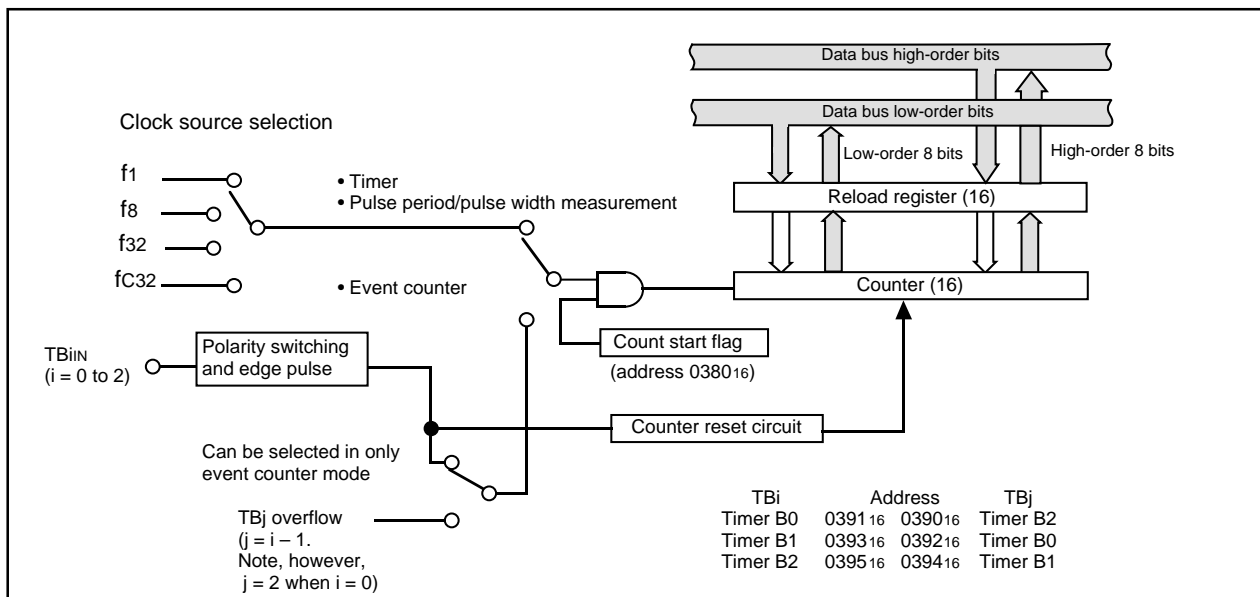 Data bus high-order bits
Data bus low-order bits
Clock source selection
Low-order 8 bits
High-order 8 bits
f1
• Timer
• Pulse period/pulse width measurement
Reload register (16)
f8
f32
fC32
• Event counter
Counter (16)
TBiIN
(i = 0 to 2)
Polarity switching
and edge pulse
Count start flag
(address 038016)
Counter reset circuit
Can be selected in only
event counter mode
TBj overflow
(j = i – 1.
Note, however,
j = 2 when i = 0)
TBi Address TBj
Timer B0 039116 039016 Timer B2
Timer B1 039316 039216 Timer B0
Timer B2 039516 039416 Timer B1